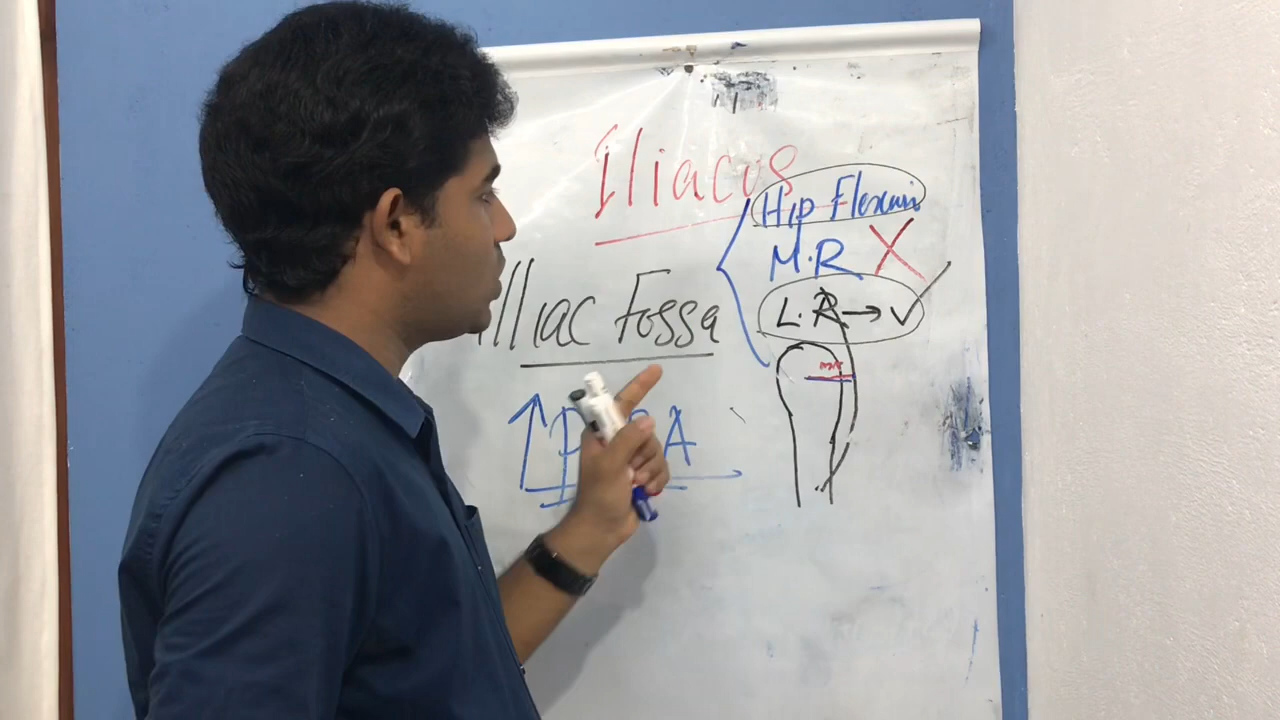 Iliacus
Hip Flexion
M.R X
L.R → V
Iliac Fossa